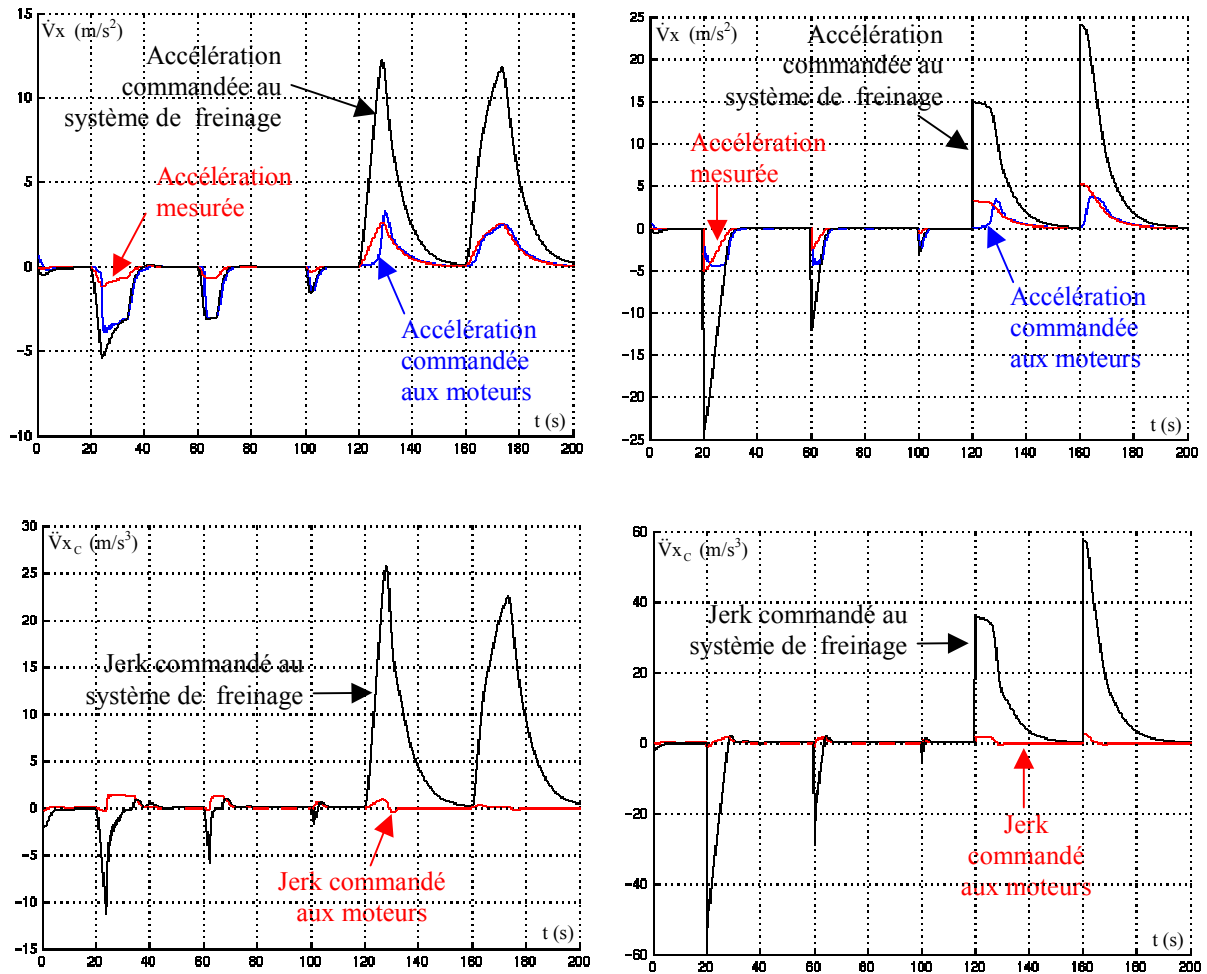 V̇x (m/s²)
Accélération
commandée au
système de freinage
Accélération
mesurée
Accélération
commandée
aux moteurs
t (s)
15
10
5
0
−5
−10
0 20 40 60 80 100 120 140 160 180 200
V̇x (m/s²)
Accélération
commandée au
système de freinage
Accélération
mesurée
Accélération
commandée
aux moteurs
t (s)
25
20
15
10
5
0
−5
−10
−15
−20
−25
0 20 40 60 80 100 120 140 160 180 200
V̈x_C (m/s³)
Jerk commandé au
système de freinage
Jerk commandé
aux moteurs
t (s)
30
25
20
15
10
5
0
−5
−10
−15
0 20 40 60 80 100 120 140 160 180 200
V̈x_C (m/s³)
Jerk commandé au
système de freinage
Jerk
commandé
aux moteurs
t (s)
60
40
20
0
−20
−40
−60
0 20 40 60 80 100 120 140 160 180 200